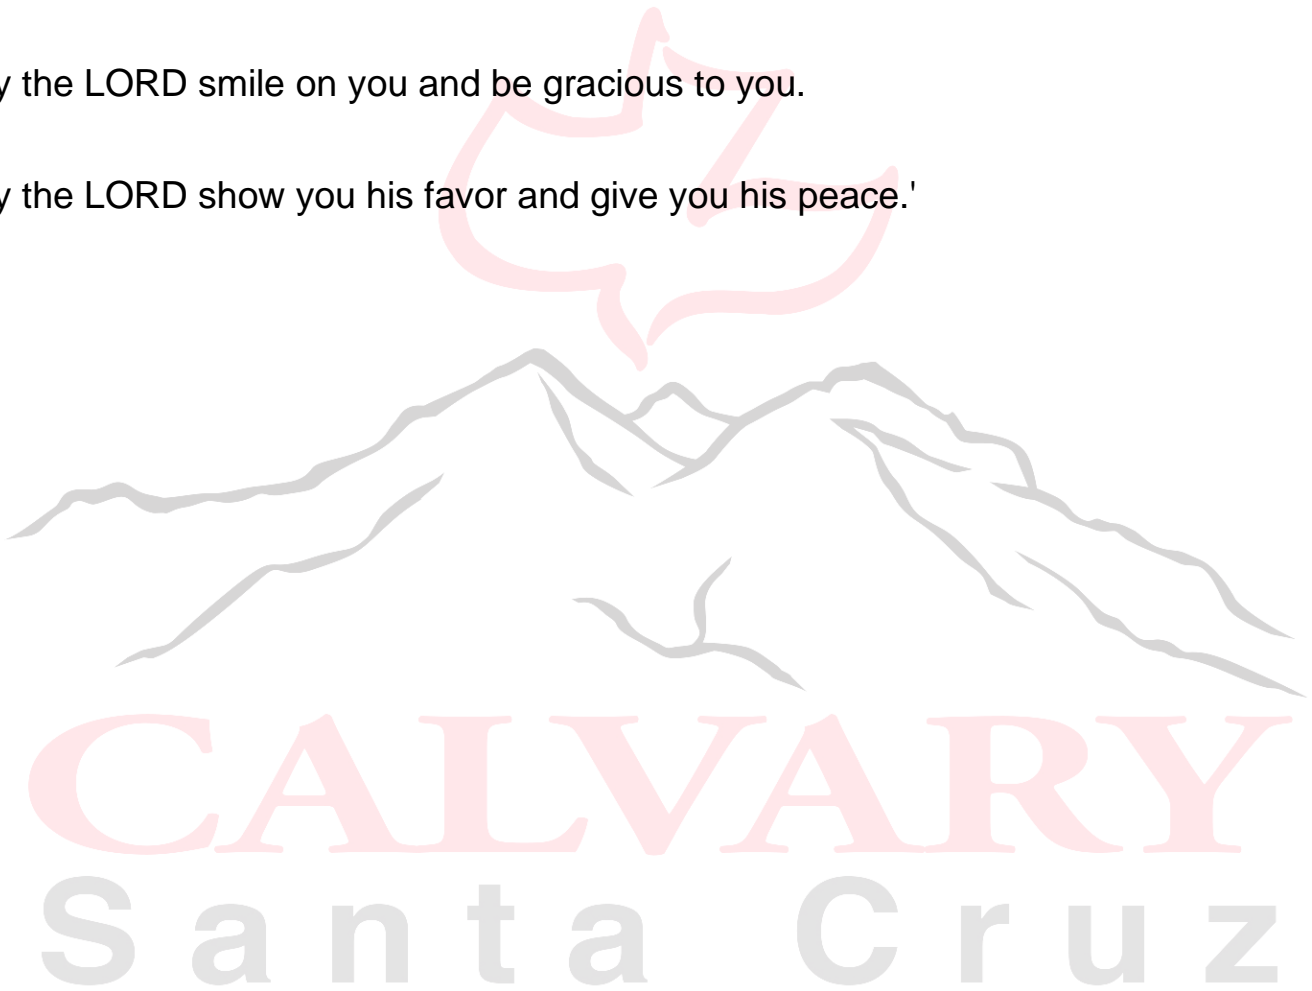 y the LORD smile on you and be gracious to you.
y the LORD show you his favor and give you his peace.'
CALVARY
Santa Cruz